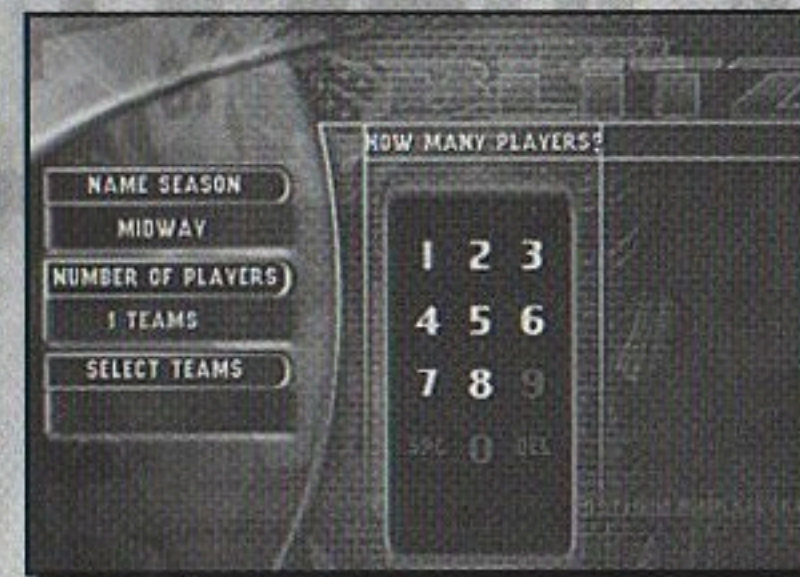 HOW MANY PLAYERS?
NAME SEASON
MIDWAY
NUMBER OF PLAYERS
1 TEAMS
SELECT TEAMS
1 2 3
4 5 6
7 8 9
SPC 0 DEL